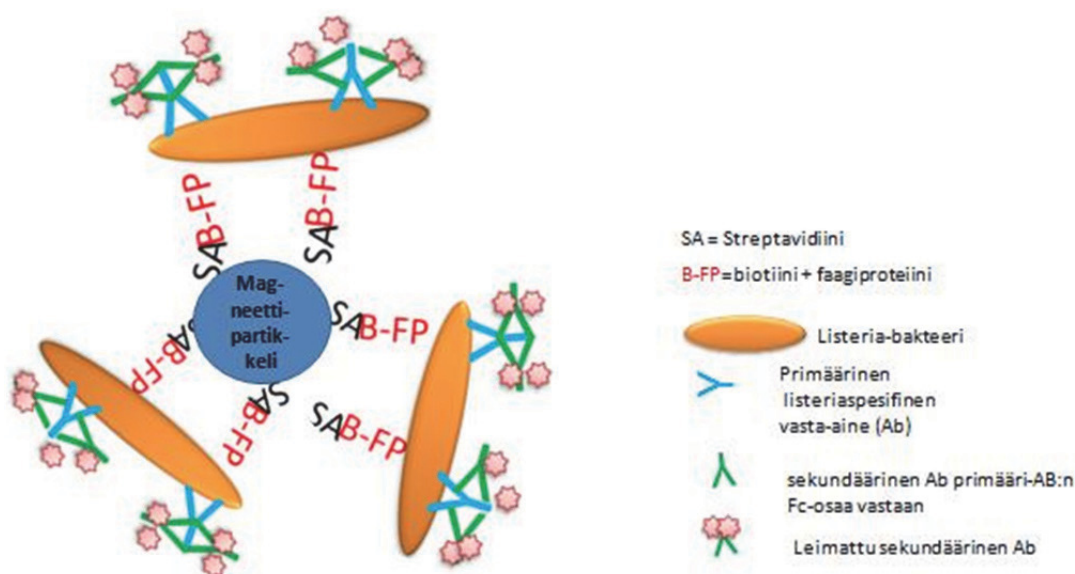 B-FP
B-FP
SA
SA
Mag-
neetti-
partik-
keli
SA
B-FP
SA
B-FP
SA
B-FP
SA
B-FP
SA = Streptavidiini
B-FP=biotiini + faagiproteiini
Listeria-bakteeri
Primäärinen
listeriaspesifinen
vasta-aine (Ab)
sekundäärinen Ab primääri-AB:n
Fc-osaa vastaan
Leimattu sekundäärinen Ab